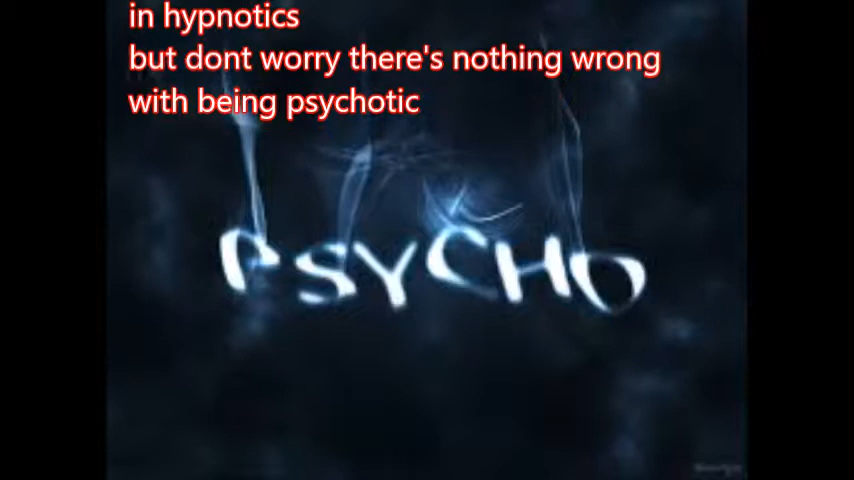 in hypnotics
but dont worry there's nothing wrong
with being psychotic
PSYCHO